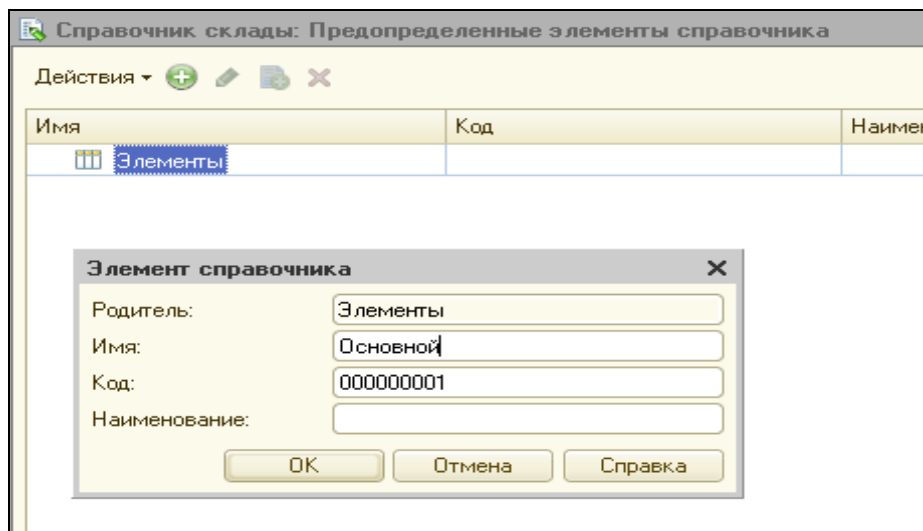 Справочник склады: Предопределенные элементы справочника
Действия
Имя Код Наимен
Элементы
Элемент справочника
Родитель: Элементы
Имя: Основной
Код: 000000001
Наименование:
OK Отмена Справка